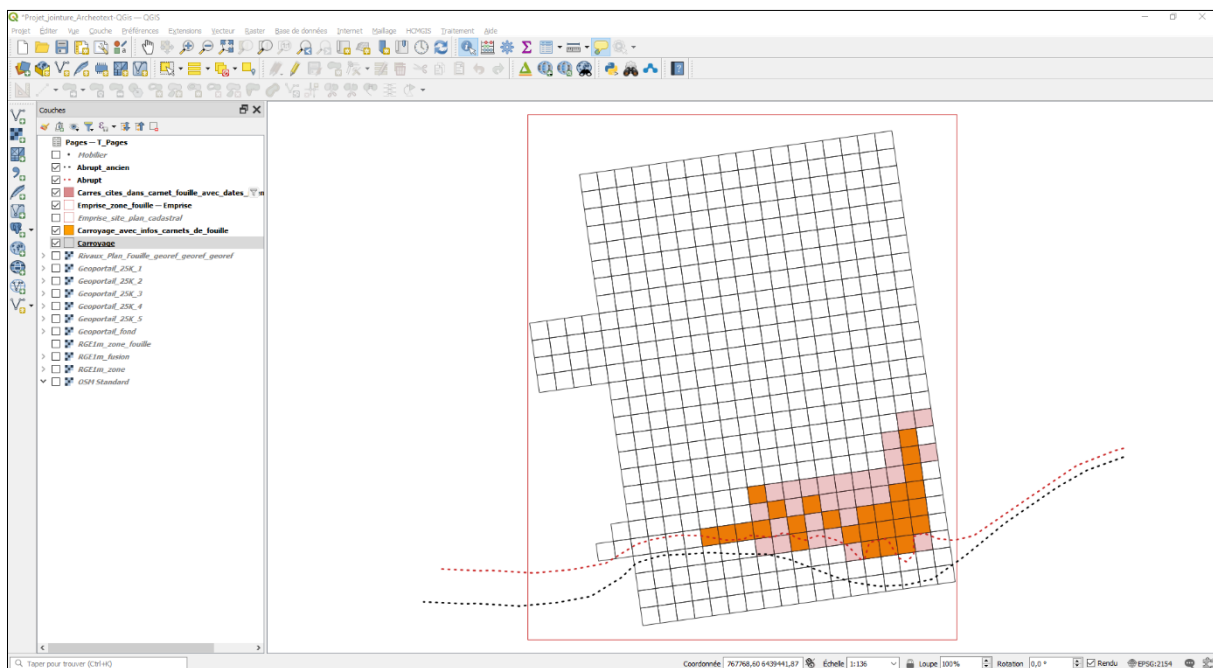 *Projet_jointure_Archeotext-QGis — QGIS
Projet Éditer Vue Couche Préférences Extensions Vecteur Raster Base de données Internet Maillage HCMGIS Traitement Aide
Couches
Pages — T_Pages
Mobilier
Abrupt_ancien
Abrupt
Carres_cites_dans_carnet_fouille_avec_dates_
Emprise_zone_fouille — Emprise
Emprise_site_plan_cadastral
Carroyage_avec_infos_carnets_de_fouille
Carroyage
Rivaux_Plan_Fouille_georef_georef_georef
Geoportail_25K_1
Geoportail_25K_2
Geoportail_25K_3
Geoportail_25K_4
Geoportail_25K_5
Geoportail_fond
RGE1m_zone_fouille
RGE1m_fusion
RGE1m_zone
OSM Standard
Taper pour trouver (Ctrl+K) Coordonnée 767768,60 6439441,87 Échelle 1:136 Loupe 100% Rotation 0,0 ° Rendu EPSG:2154